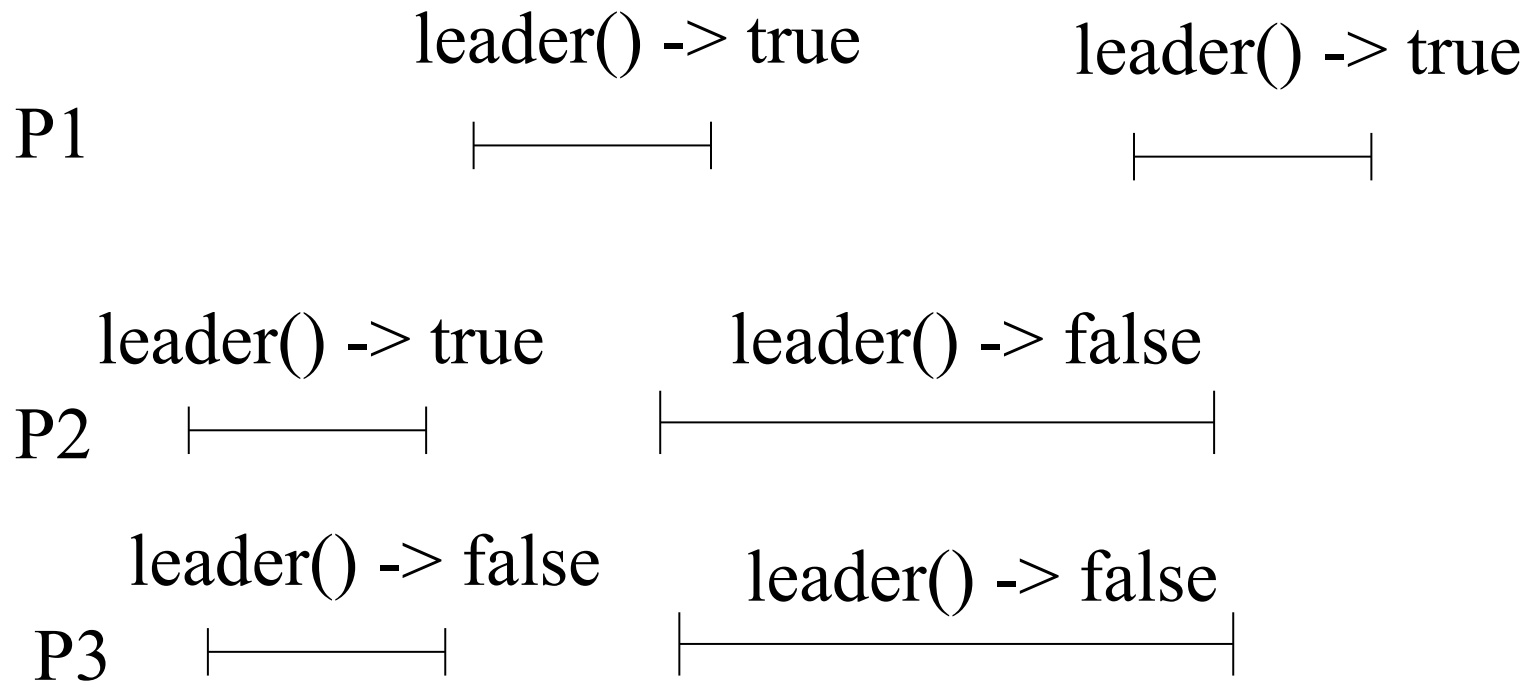 leader() -> true
leader() -> true
P1
leader() -> true
leader() -> false
P2
leader() -> false
leader() -> false
P3